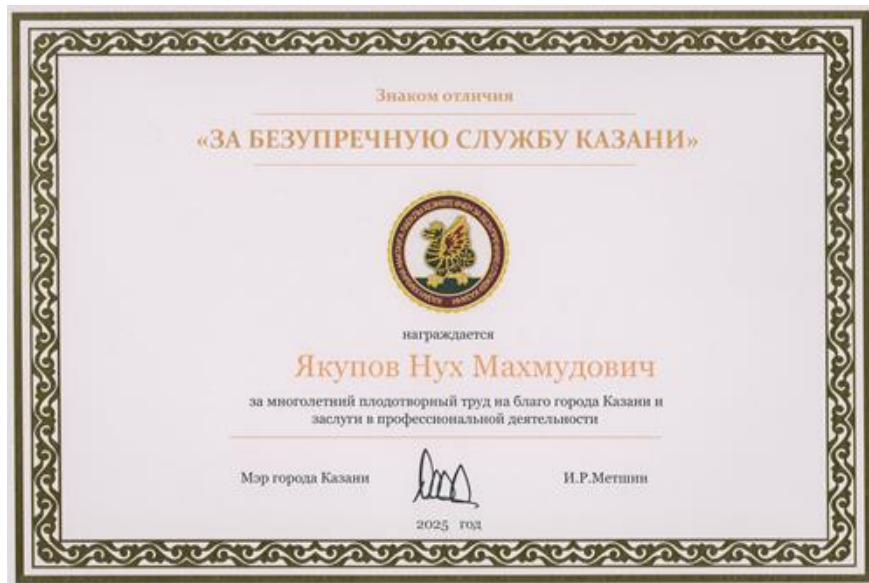 Знаком отличия
«ЗА БЕЗУПРЕЧНУЮ СЛУЖБУ КАЗАНИ»
награждается
Якупов Нух Махмудович
за многолетний плодотворный труд на благо города Казани и
заслуги в профессиональной деятельности
Мэр города Казани И.Р.Метшин
2025 год